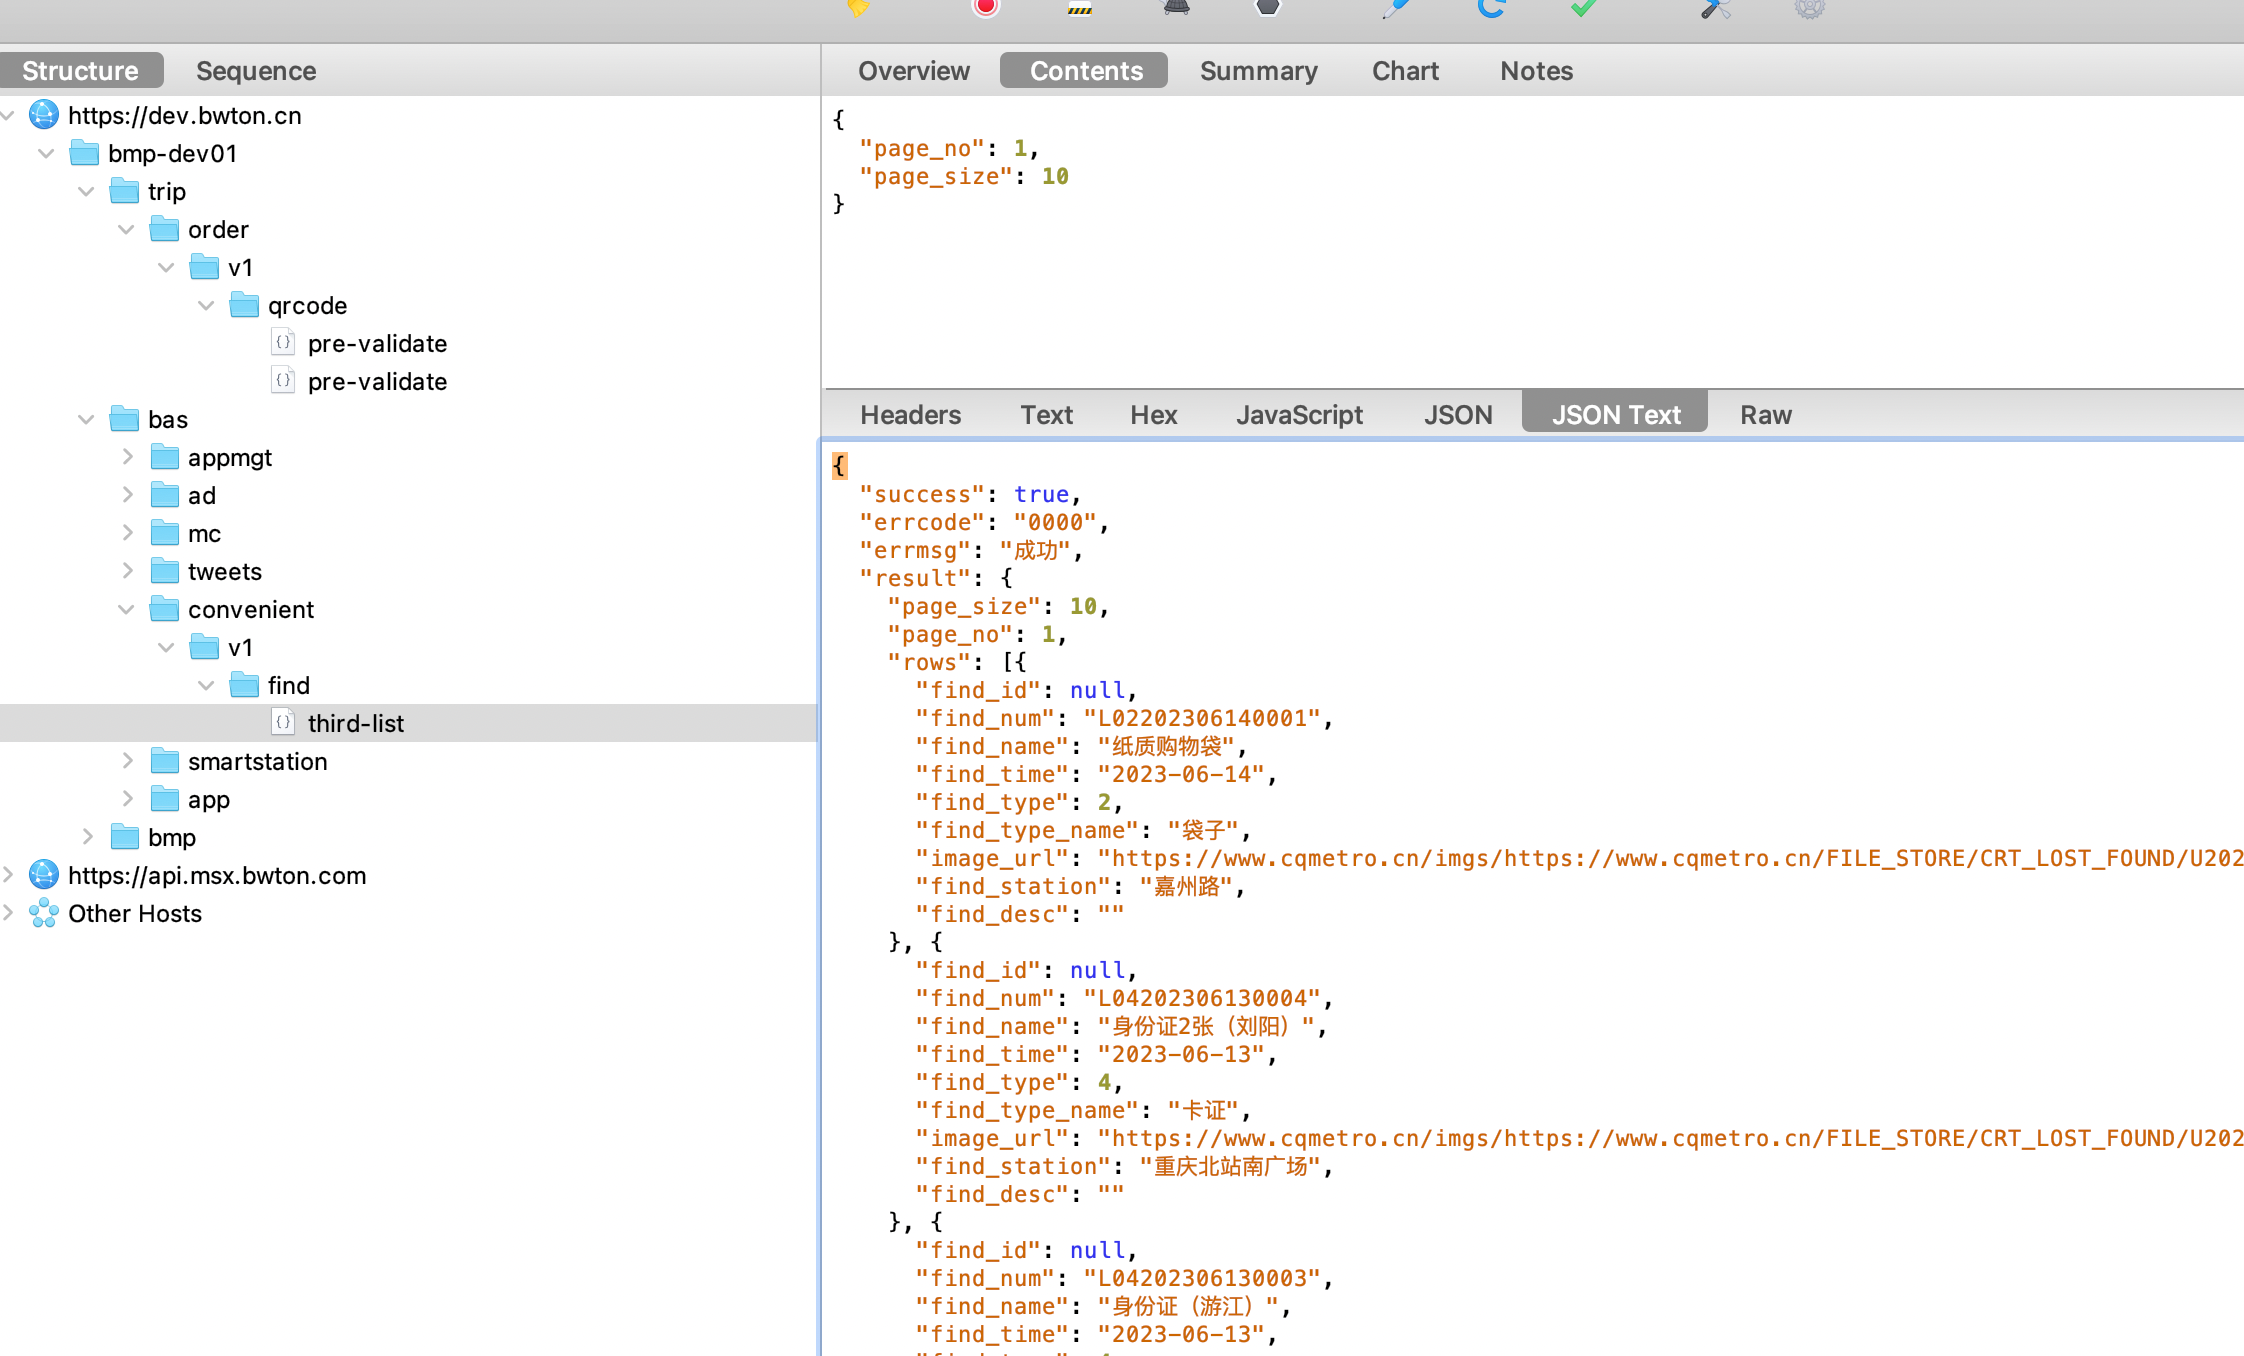 Structure
Sequence
https://dev.bwton.cn
bmp-dev01
trip
order
v1
qrcode
pre-validate
pre-validate
bas
appmgt
ad
mc
tweets
convenient
v1
find
third-list
smartstation
app
bmp
https://api.msx.bwton.com
Other Hosts
Overview
Contents
Summary
Chart
Notes
{
"page_no": 1,
"page_size": 10
}
Headers
Text
Hex
JavaScript
JSON
JSON Text
Raw
{
"success": true,
"errcode": "0000",
"errmsg": "成功",
"result": {
"page_size": 10,
"page_no": 1,
"rows": [{
"find_id": null,
"find_num": "L02202306140001",
"find_name": "纸质购物袋",
"find_time": "2023-06-14",
"find_type": 2,
"find_type_name": "袋子",
"image_url": "https://www.cqmetro.cn/imgs/https://www.cqmetro.cn/FILE_STORE/CRT_LOST_FOUND/U202
"find_station": "嘉州路",
"find_desc": ""
}, {
"find_id": null,
"find_num": "L04202306130004",
"find_name": "身份证2张（刘阳）",
"find_time": "2023-06-13",
"find_type": 4,
"find_type_name": "卡证",
"image_url": "https://www.cqmetro.cn/imgs/https://www.cqmetro.cn/FILE_STORE/CRT_LOST_FOUND/U202
"find_station": "重庆北站南广场",
"find_desc": ""
}, {
"find_id": null,
"find_num": "L04202306130003",
"find_name": "身份证（游江）",
"find_time": "2023-06-13",